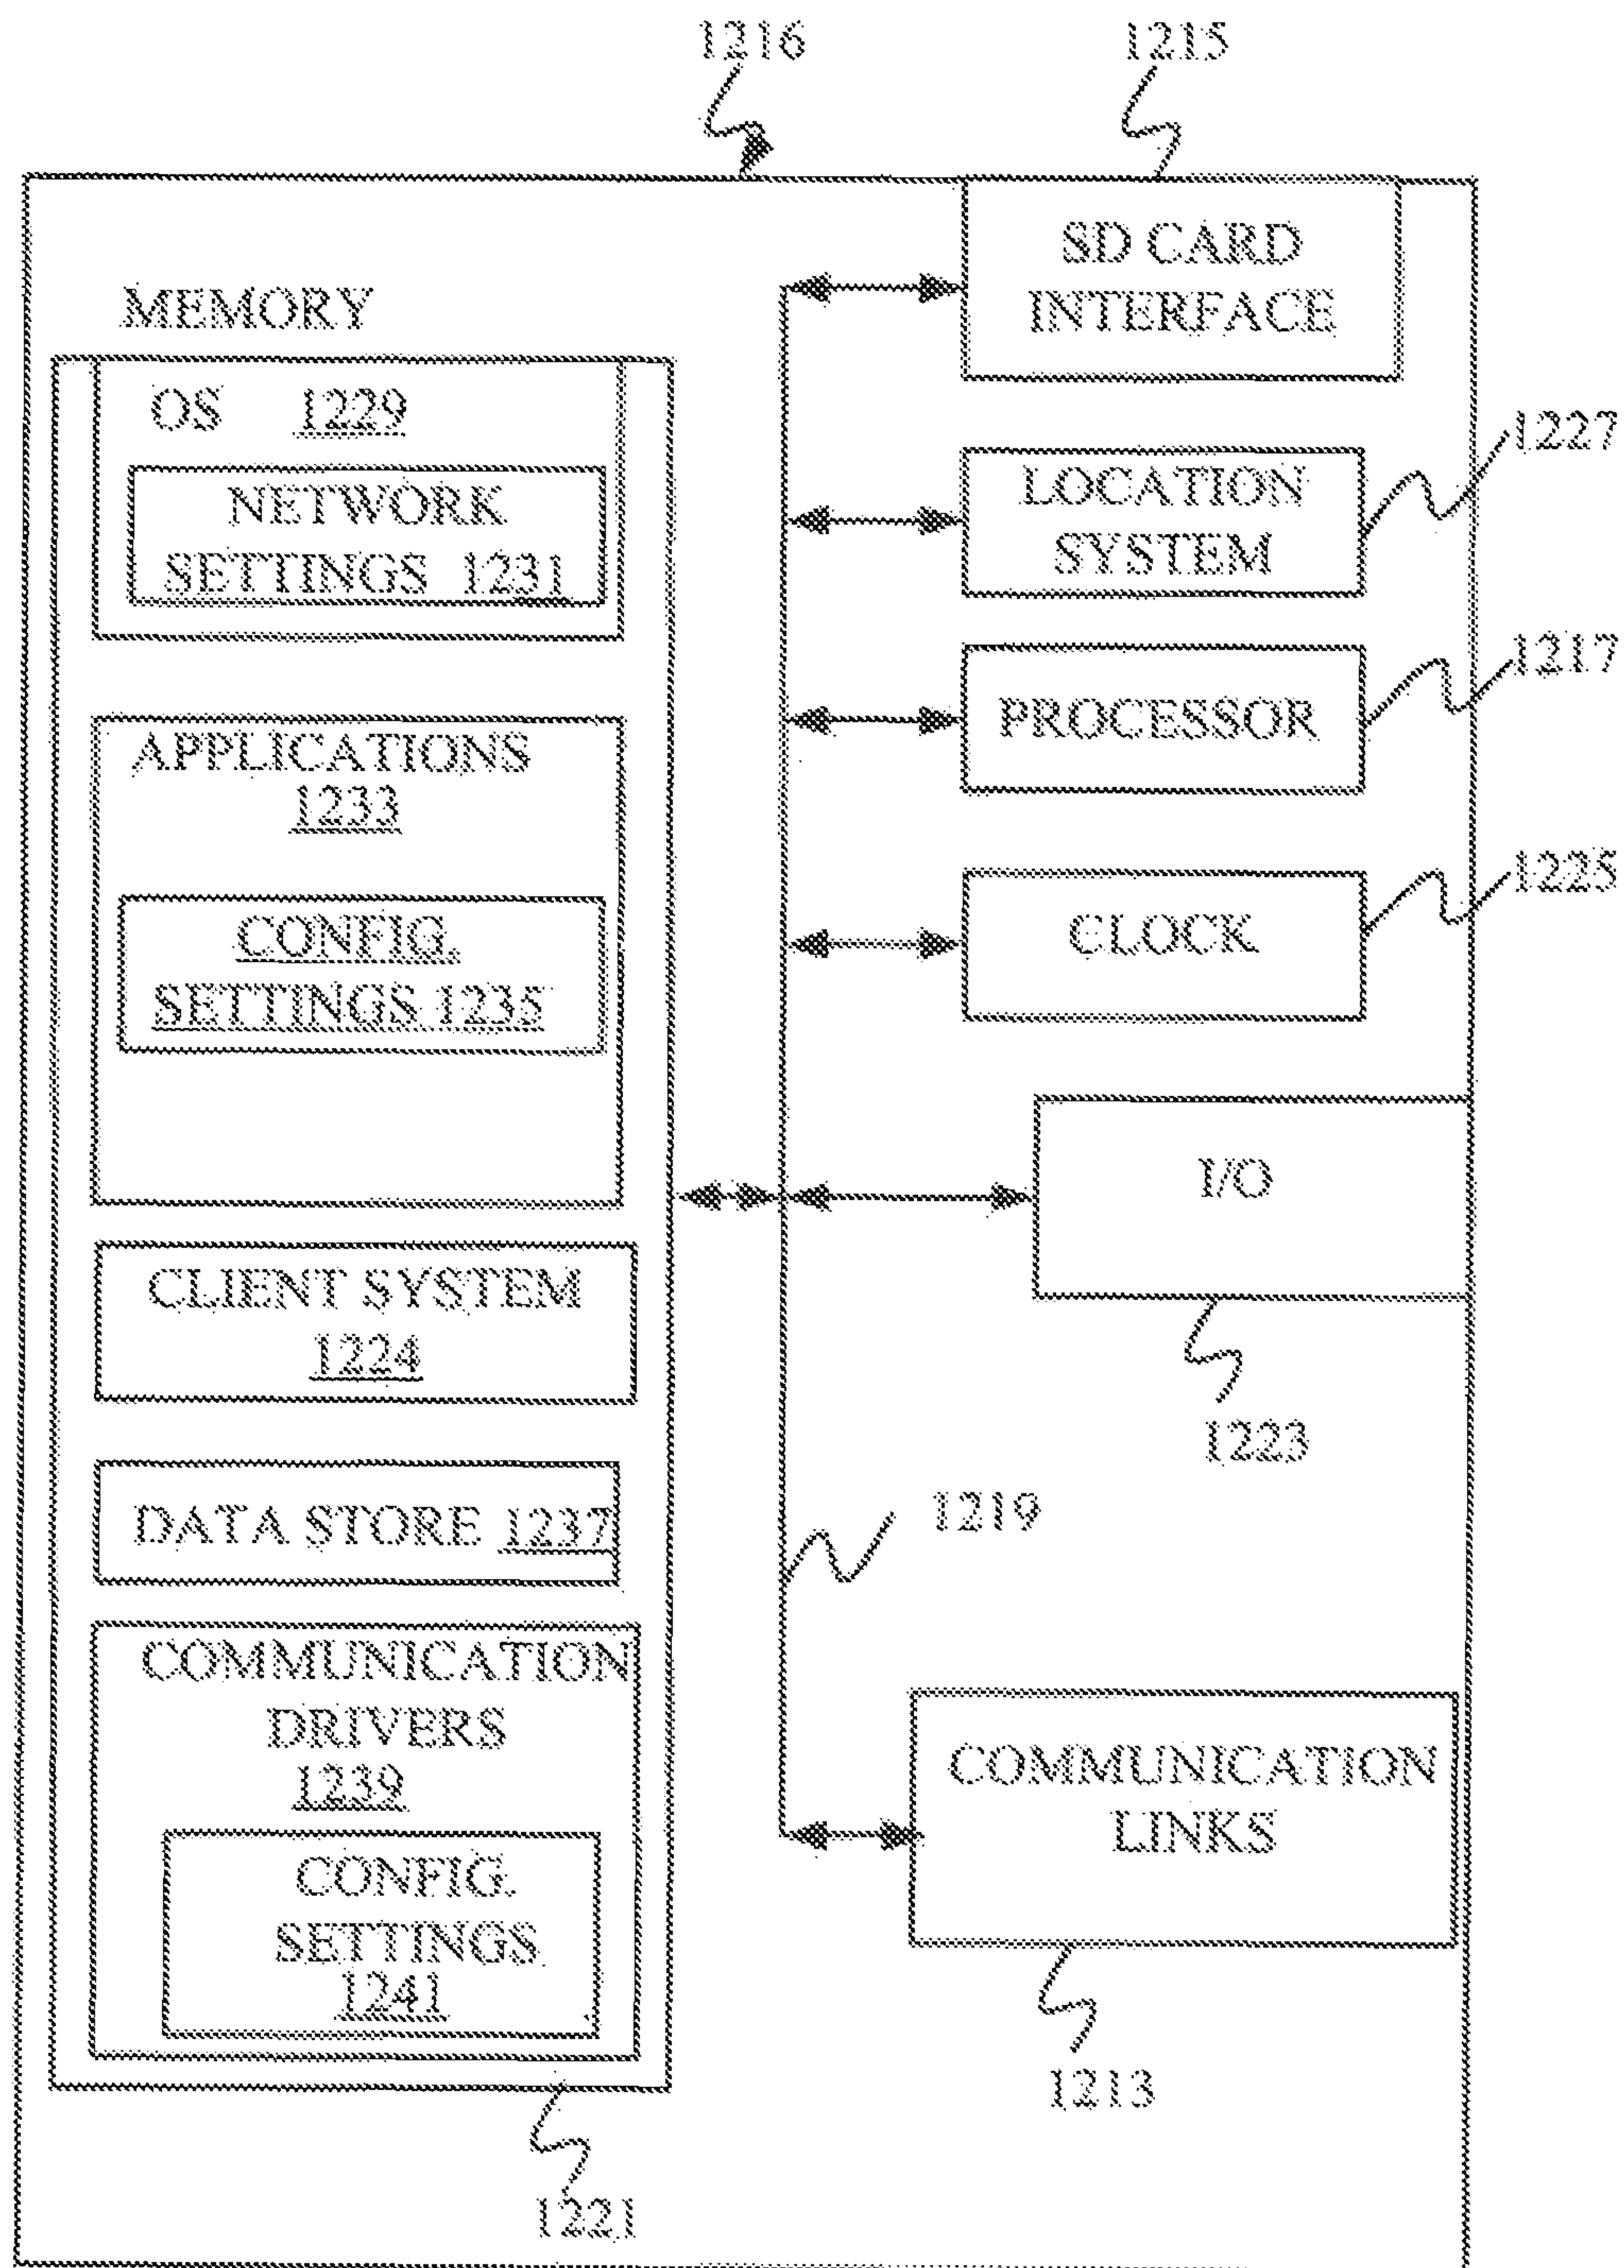 1216
1215
MEMORY
OS 1229
NETWORK
SETTINGS 1231
APPLICATIONS
1233
CONFIG.
SETTINGS 1235
CLIENT SYSTEM
1224
DATA STORE 1237
COMMUNICATION
DRIVERS
1239
CONFIG.
SETTINGS
1241
1221
SD CARD
INTERFACE
LOCATION
SYSTEM
1227
PROCESSOR
1217
CLOCK
1225
I/O
1223
1219
COMMUNICATION
LINKS
1213